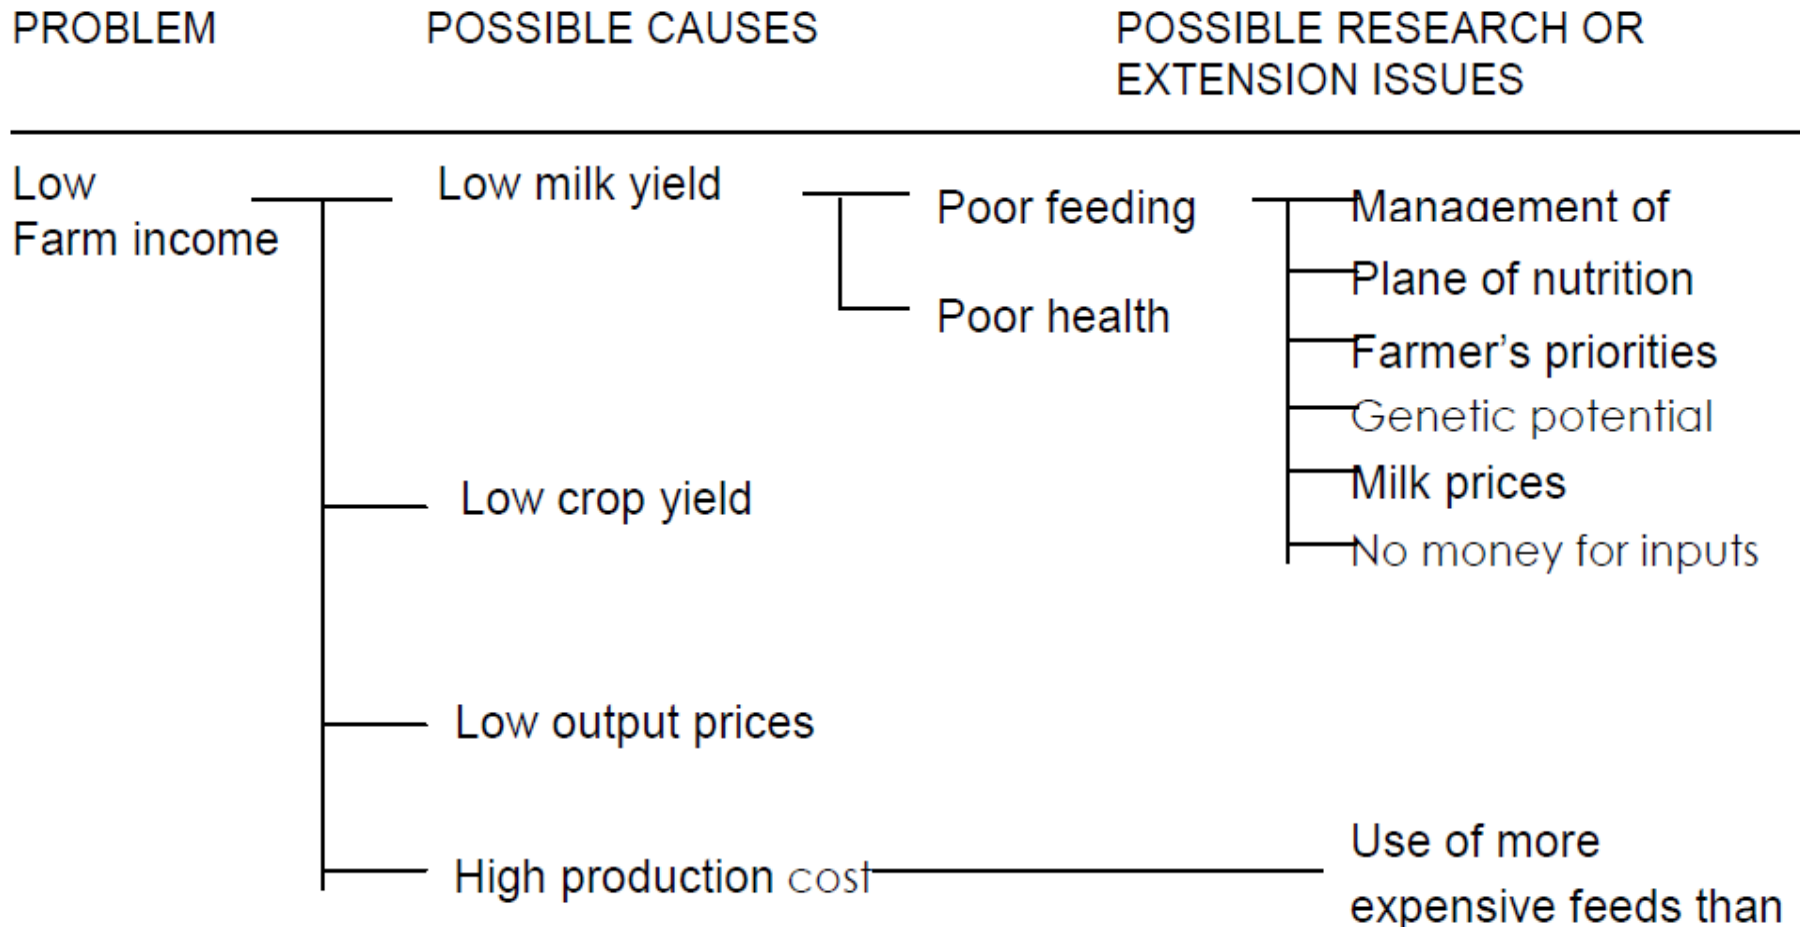 PROBLEM
POSSIBLE CAUSES
POSSIBLE RESEARCH OR
EXTENSION ISSUES
Low
Farm income
Low milk yield
Poor feeding
Poor health
Management of
Plane of nutrition
Farmer’s priorities
Genetic potential
Milk prices
No money for inputs
Low crop yield
Low output prices
High production cost
Use of more
expensive feeds than